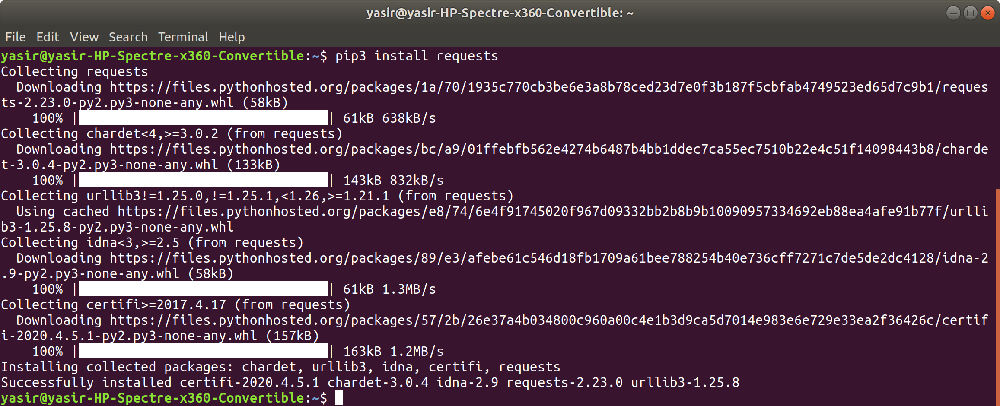 yasir@yasir-HP-Spectre-x360-Convertible: ~
File Edit View Search Terminal Help
yasir@yasir-HP-Spectre-x360-Convertible:~$ pip3 install requests
Collecting requests
  Downloading https://files.pythonhosted.org/packages/1a/70/1935c770cb3be6e3a8b78ced23d7e0f3b187f5cbfab4749523ed65d7c9b1/reques
ts-2.23.0-py2.py3-none-any.whl (58kB)
    100% |                                | 61kB 638kB/s
Collecting chardet<4,>=3.0.2 (from requests)
  Downloading https://files.pythonhosted.org/packages/bc/a9/01ffebfb562e4274b6487b4bb1ddec7ca55ec7510b22e4c51f14098443b8/charde
t-3.0.4-py2.py3-none-any.whl (133kB)
    100% |                                | 143kB 832kB/s
Collecting urllib3!=1.25.0,!=1.25.1,<1.26,>=1.21.1 (from requests)
  Using cached https://files.pythonhosted.org/packages/e8/74/6e4f91745020f967d09332bb2b8b9b10090957334692eb88ea4afe91b77f/urlli
b3-1.25.8-py2.py3-none-any.whl
Collecting idna<3,>=2.5 (from requests)
  Downloading https://files.pythonhosted.org/packages/89/e3/afebe61c546d18fb1709a61bee788254b40e736cff7271c7de5de2dc4128/idna-2
.9-py2.py3-none-any.whl (58kB)
    100% |                                | 61kB 1.3MB/s
Collecting certifi>=2017.4.17 (from requests)
  Downloading https://files.pythonhosted.org/packages/57/2b/26e37a4b034800c960a00c4e1b3d9ca5d7014e983e6e729e33ea2f36426c/certif
i-2020.4.5.1-py2.py3-none-any.whl (157kB)
    100% |                                | 163kB 1.2MB/s
Installing collected packages: chardet, urllib3, idna, certifi, requests
Successfully installed certifi-2020.4.5.1 chardet-3.0.4 idna-2.9 requests-2.23.0 urllib3-1.25.8
yasir@yasir-HP-Spectre-x360-Convertible:~$